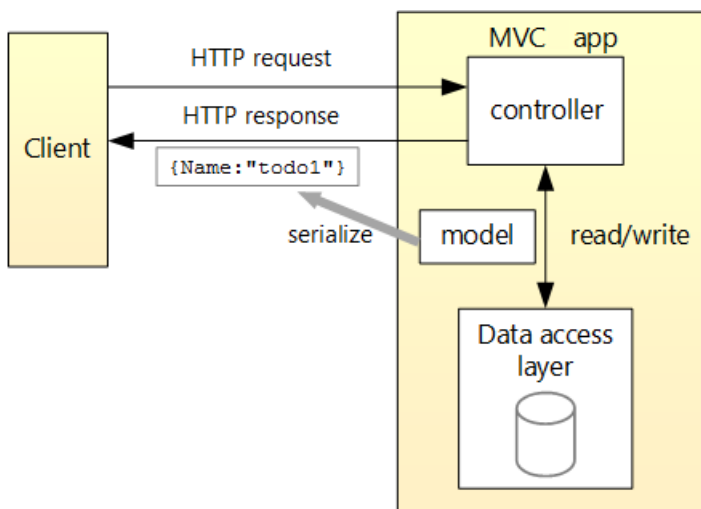 MVC app
HTTP request
controller
HTTP response
Client
{Name:"todo1"}
serialize
model
read/write
Data access
layer